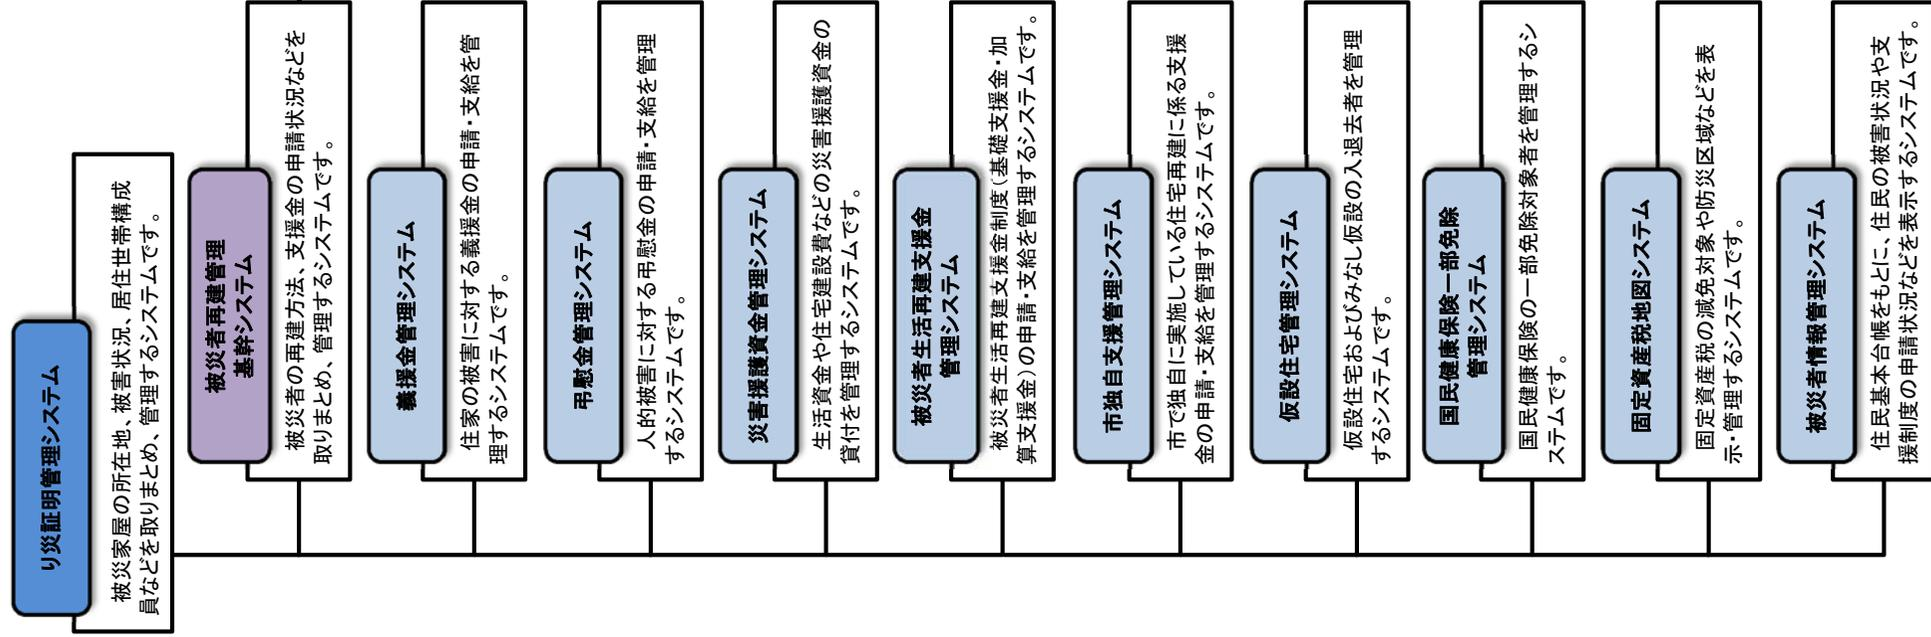 り災証明管理システム
被災家屋の所在地、被害状況、居住世帯構成
員などを取りまとめ、管理するシステムです。
被災者再建管理
基幹システム
被災者の再建方法、支援金の申請状況などを
取りまとめ、管理するシステムです。
義援金管理システム
住家の被害に対する義援金の申請・支給を管
理するシステムです。
弔慰金管理システム
人的被害に対する弔慰金の申請・支給を管理
するシステムです。
災害援護資金管理システム
生活資金や住宅建設費などの災害援護資金の
貸付を管理するシステムです。
被災者生活再建支援金
管理システム
被災者生活再建支援金制度（基礎支援金・加
算支援金）の申請・支給を管理するシステムです。
市独自支援管理システム
市で独自に実施している住宅再建に係る支援
金の申請・支給を管理するシステムです。
仮設住宅管理システム
仮設住宅およびみなし仮設の入退去者を管理
するシステムです。
国民健康保険一部免除
管理システム
国民健康保険の一部免除対象者を管理するシ
ステムです。
固定資産税地図システム
固定資産税の減免対象や防災区域などを表
示・管理するシステムです。
被災者情報管理システム
住民基本台帳をもとに、住民の被害状況や支
援制度の申請状況などを表示するシステムです。